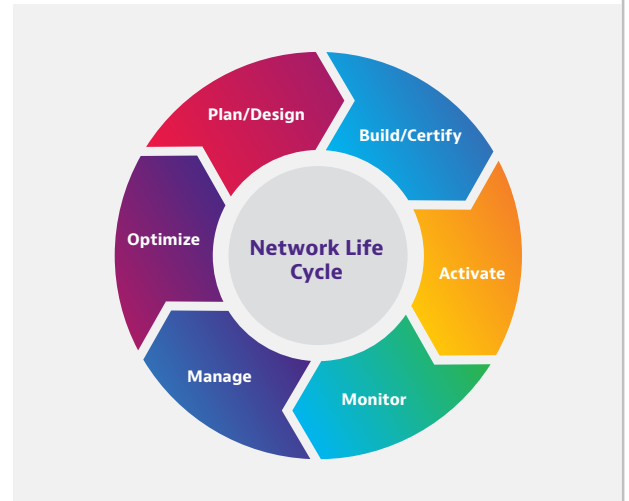 Plan/Design
Build/Certify
Activate
Monitor
Manage
Optimize
Network Life
Cycle